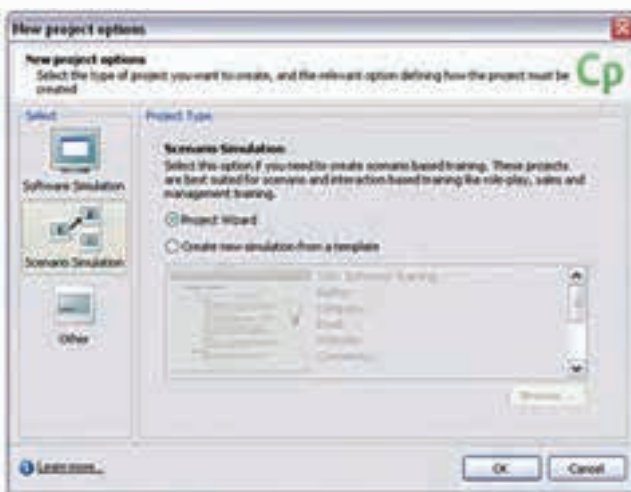 New project options
New project options
Select the type of project you want to create, and the relevant option defining how the project must be
created
Cp
Select
Software Simulation
Scenario Simulation
Other
Project Type
Scenario Simulation
Select this option if you need to create scenario based training. These projects
are best suited for scenario and interaction based training like role-play, sales and
management training.
Project Wizard
Create new simulation from a template
Software Training
Browse...
Learn more...
OK
Cancel